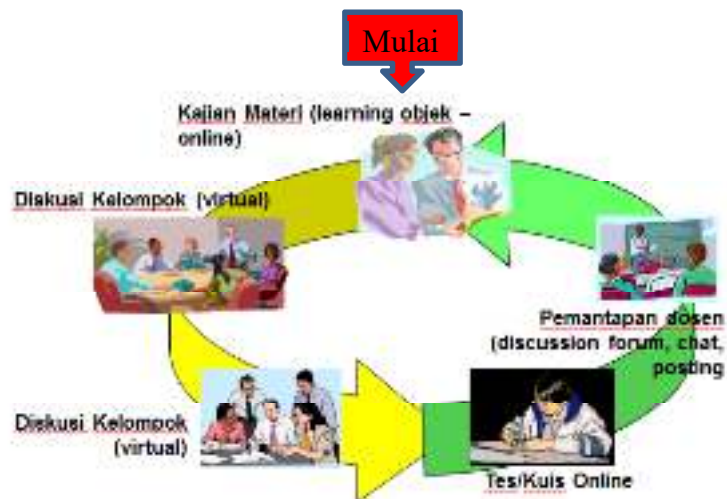 Mulai
Kajian Materi (learning objek –
online)
Diskusi Kelompok (virtual)
Pemantapan dosen
(discussion forum, chat,
posting
Diskusi Kelompok
(virtual)
Tes/Kuis Online